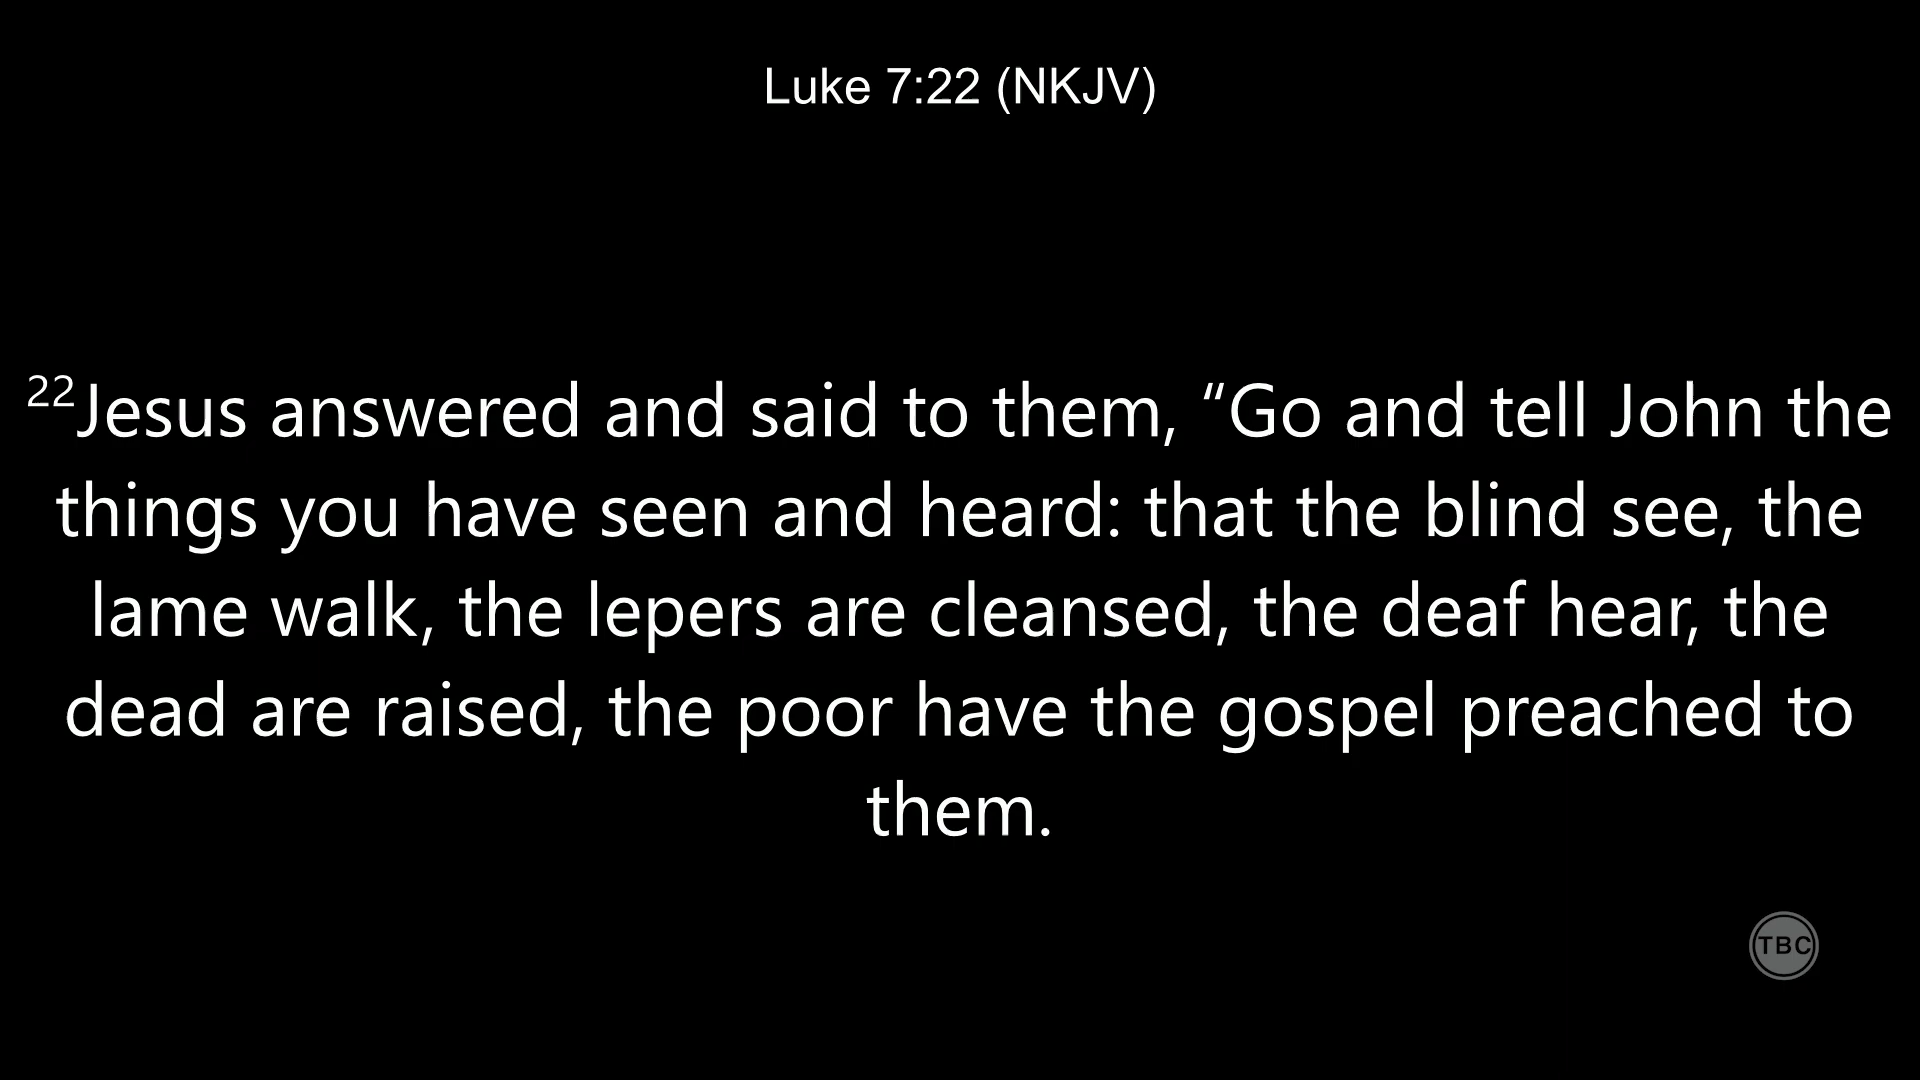 Luke 7:22 (NKJV)
²²Jesus answered and said to them, “Go and tell John the
things you have seen and heard: that the blind see, the
lame walk, the lepers are cleansed, the deaf hear, the
dead are raised, the poor have the gospel preached to
them.
TBC